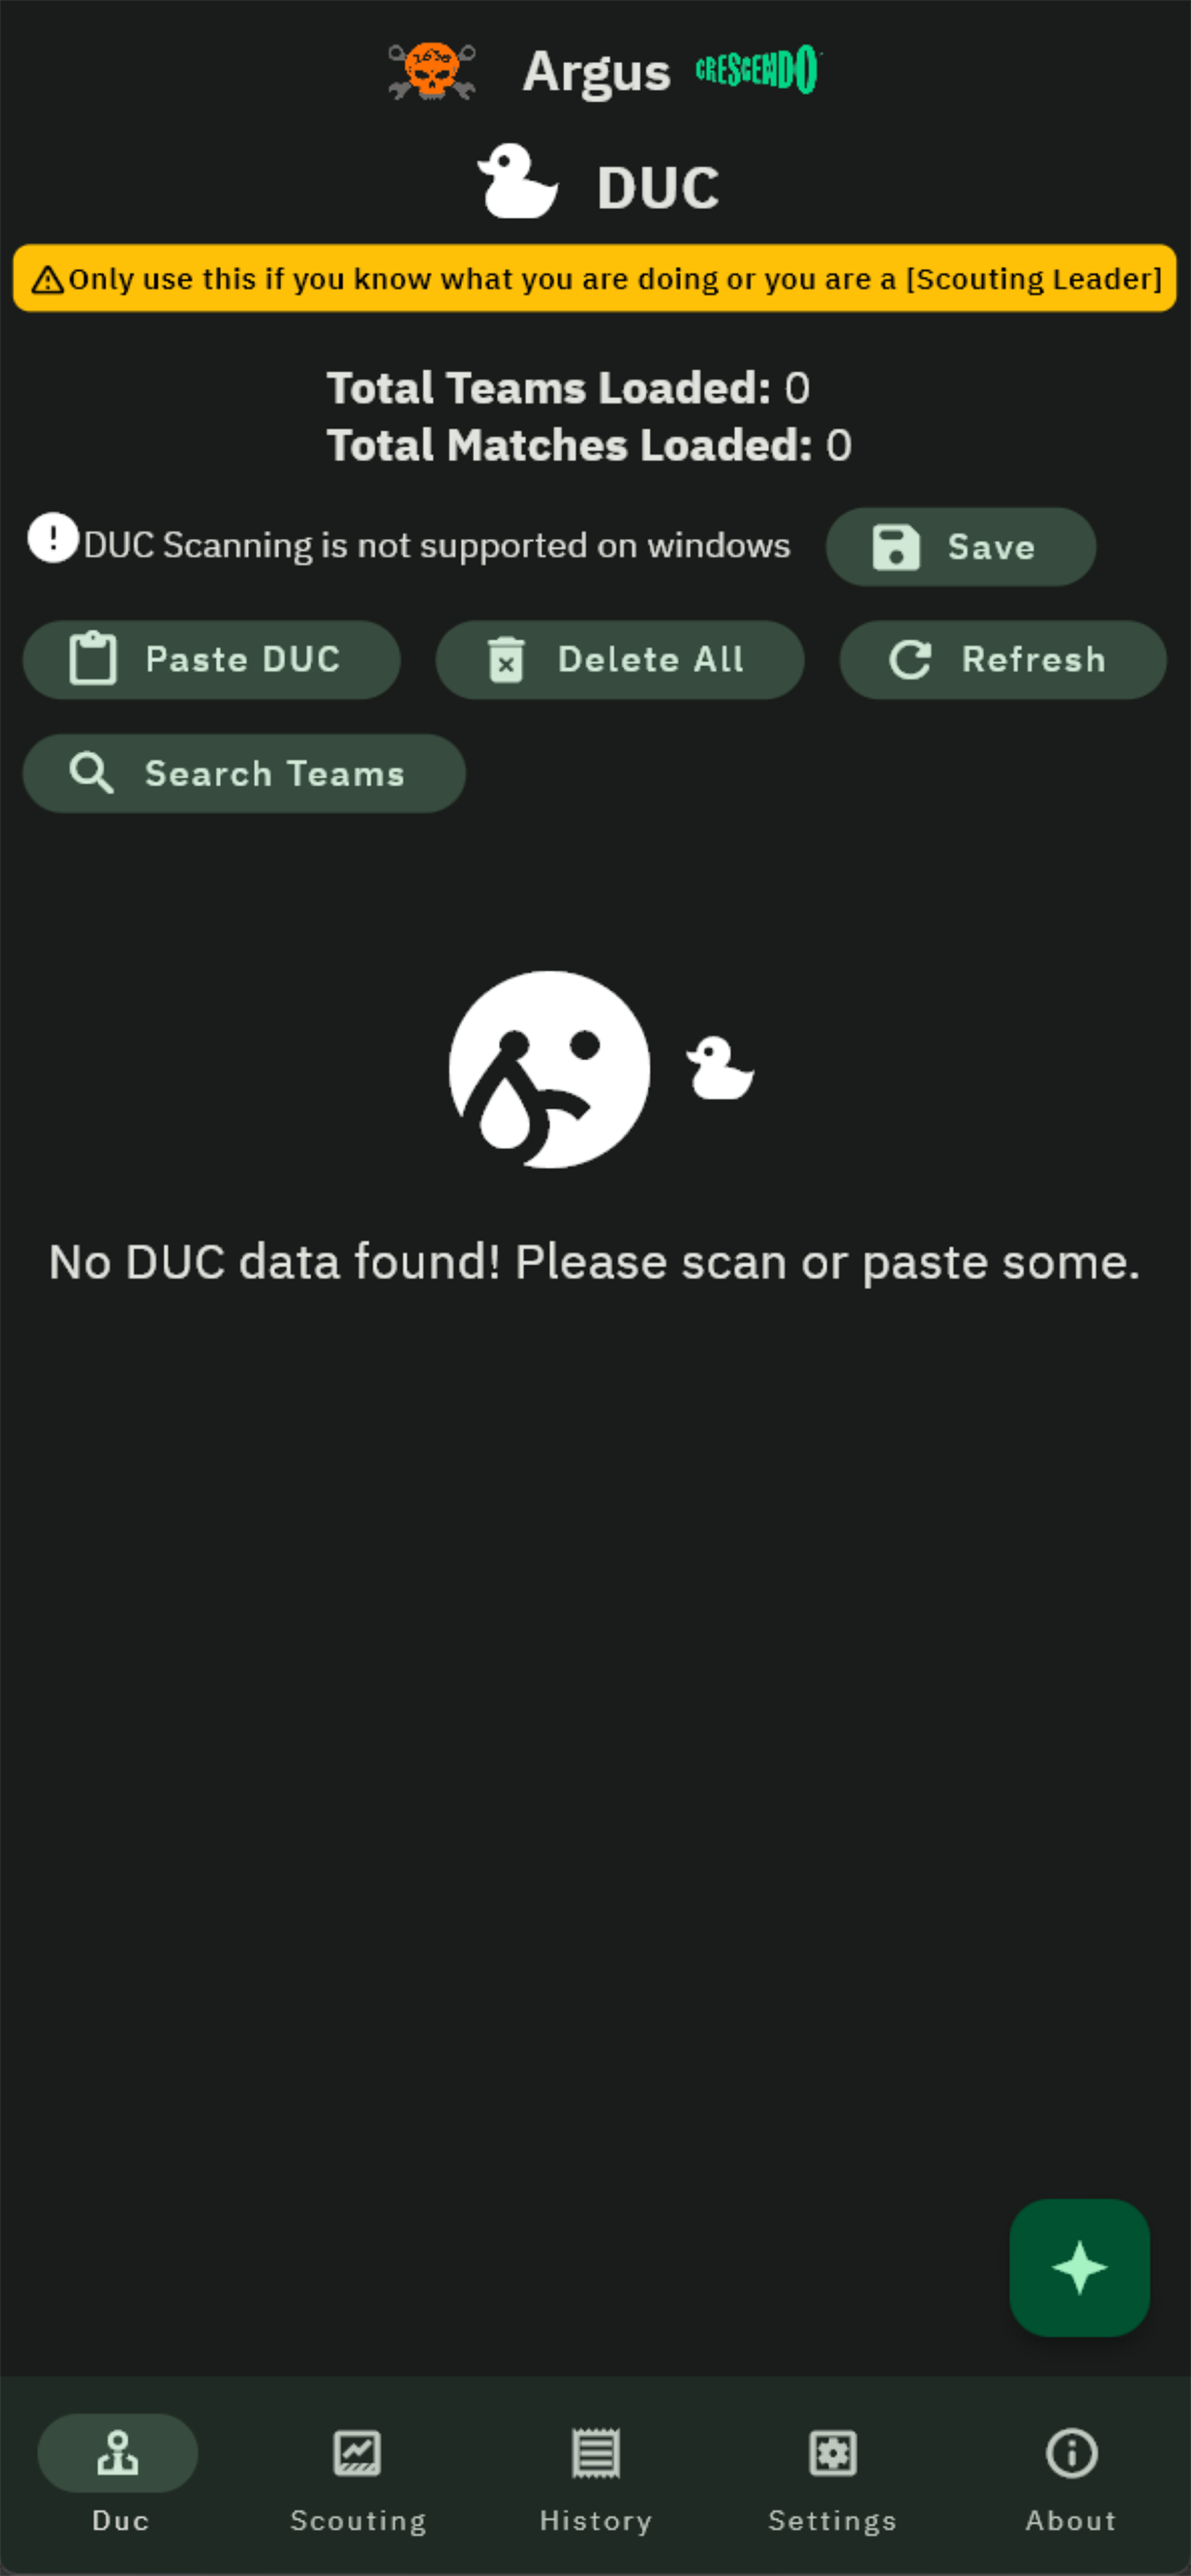 2638
Argus CRESCENDO
DUC
Only use this if you know what you are doing or you are a [Scouting Leader]
Total Teams Loaded: 0
Total Matches Loaded: 0
DUC Scanning is not supported on windows
Save
Paste DUC
Delete All
Refresh
Search Teams
No DUC data found! Please scan or paste some.
Duc
Scouting
History
Settings
About